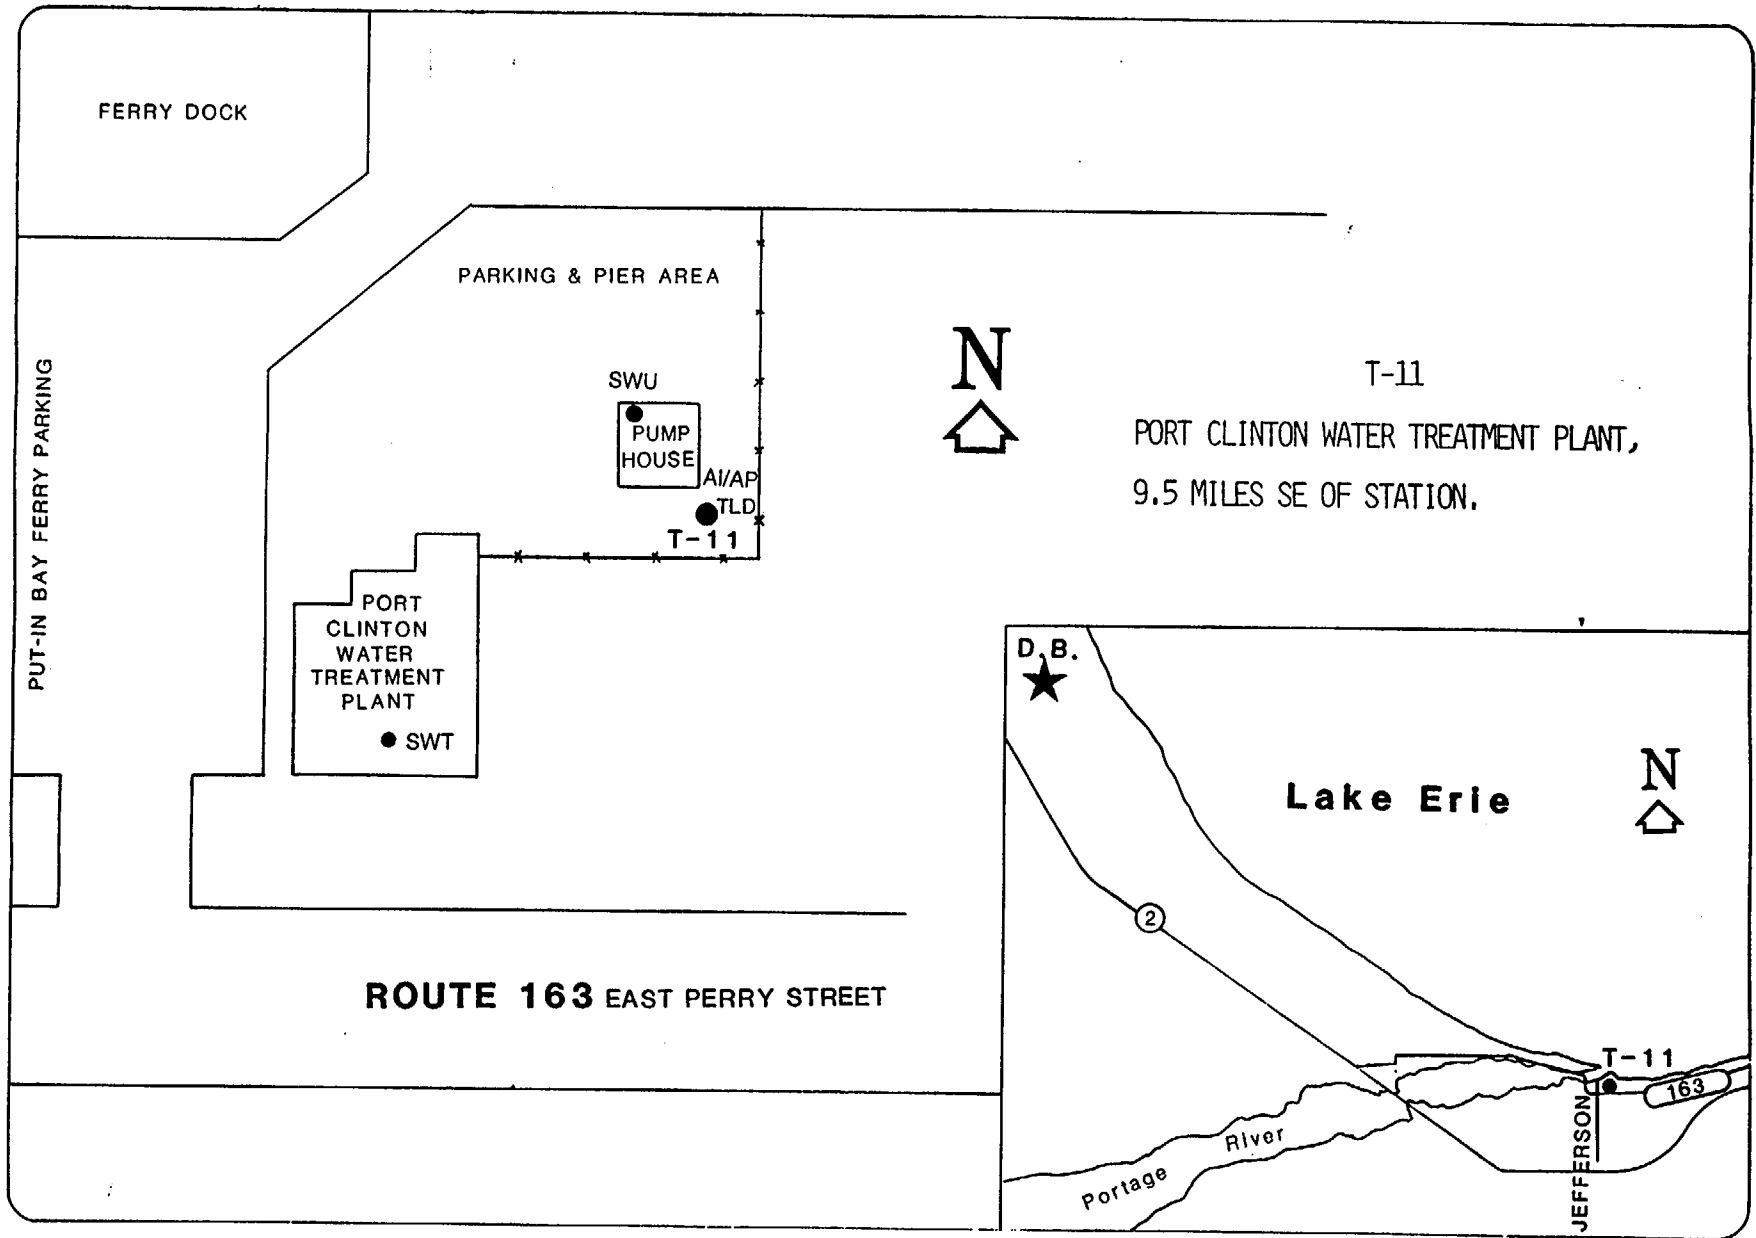 FERRY DOCK
PARKING & PIER AREA
PUT-IN BAY FERRY PARKING
SWU
PUMP
HOUSE
AI/AP
TLD
T-11
PORT
CLINTON
WATER
TREATMENT
PLANT
SWT
ROUTE 163 EAST PERRY STREET
N
T-11
PORT CLINTON WATER TREATMENT PLANT,
9.5 MILES SE OF STATION.
D.B.
Lake Erie
N
2
T-11
163
JEFFERSON
Portage River